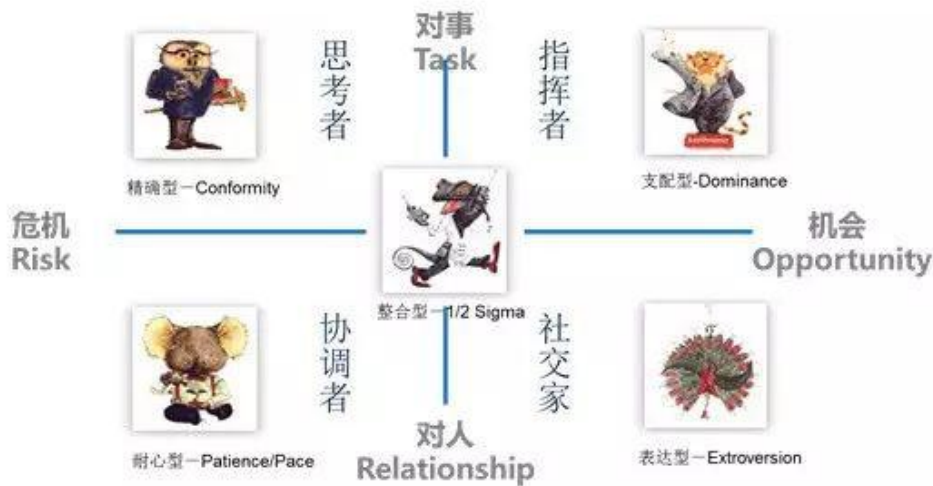 对事
Task
思考者
指挥者
精确型－Conformity
支配型-Dominance
危机
Risk
机会
Opportunity
整合型－1/2 Sigma
协调者
社交家
耐心型－Patience/Pace
对人
Relationship
表达型－Extroversion